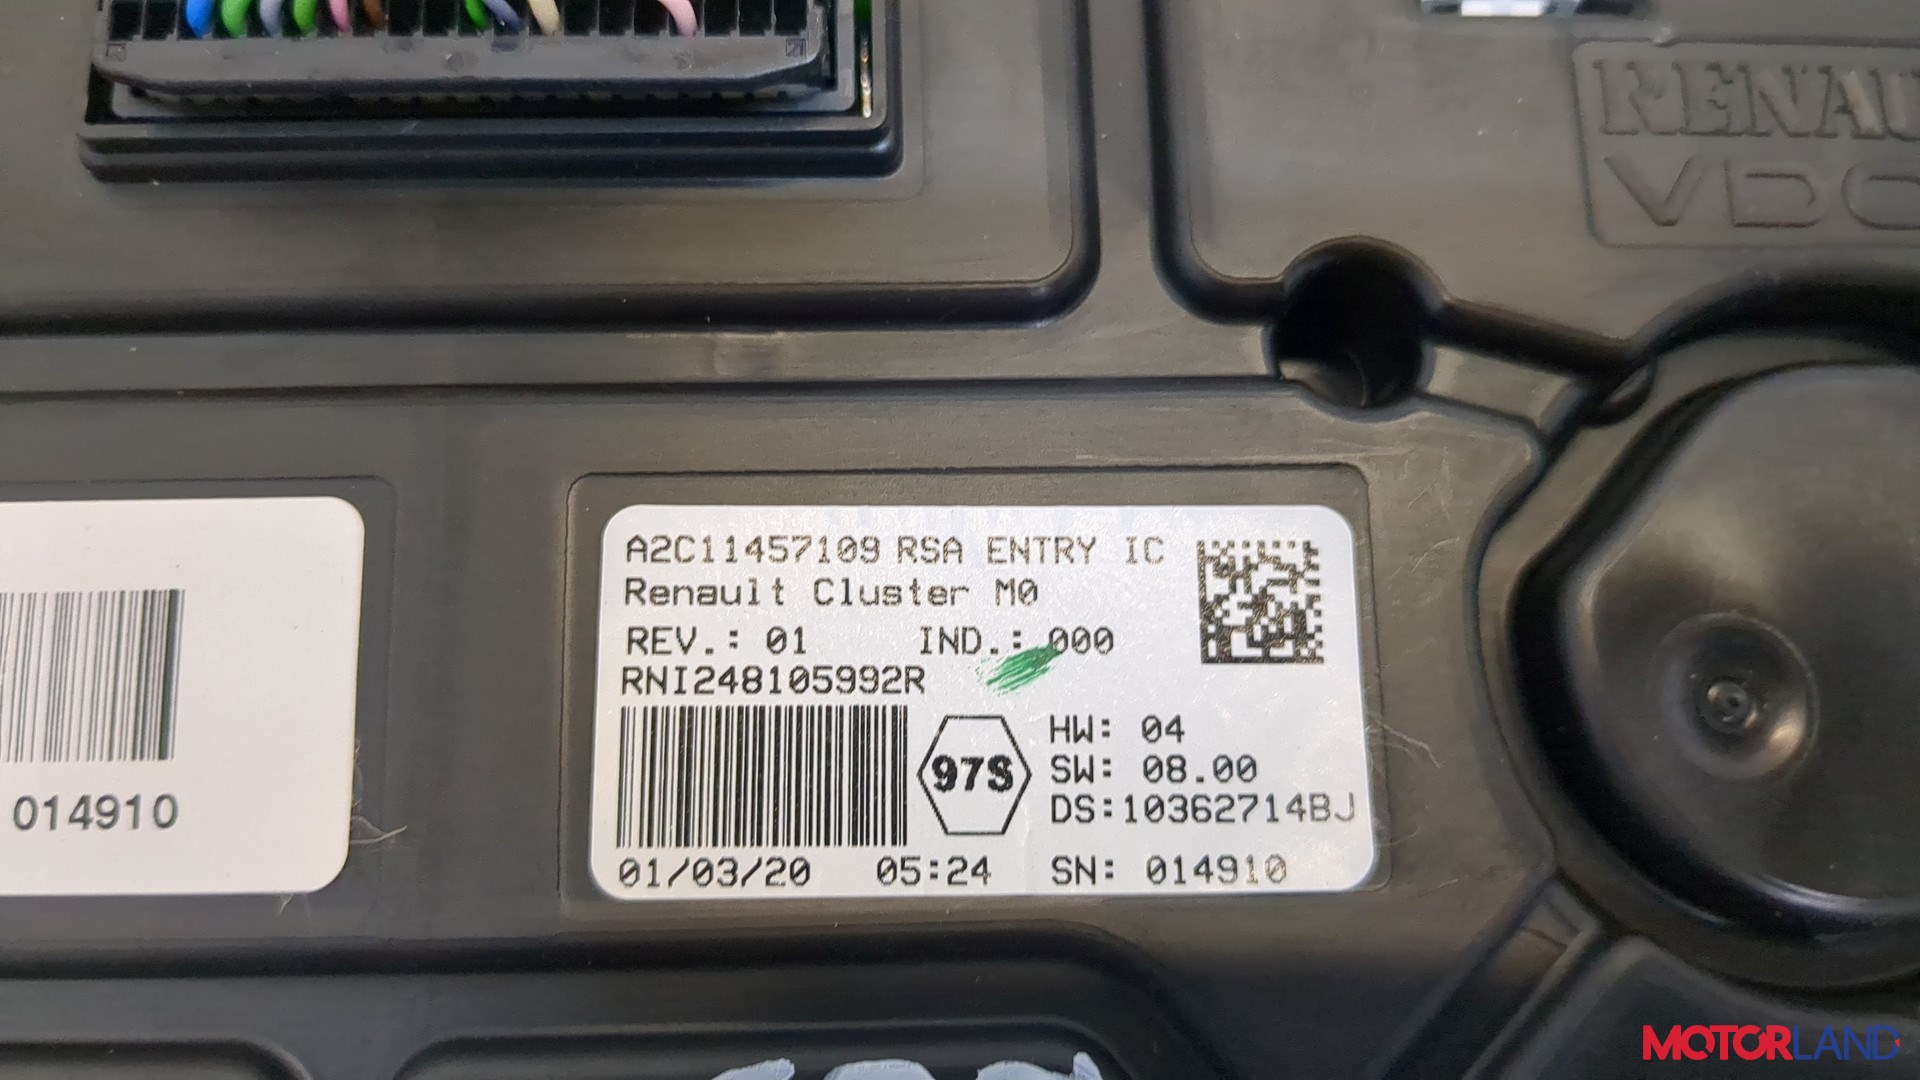 21
RENAU
VDO
A2C11457109 RSA ENTRY IC
Renault Cluster M0
REV.: 01 IND.: 000
RNI248105992R
97S
HW: 04
SW: 08.00
DS:10362714BJ
01/03/20 05:24 SN: 014910
014910
MOTORLAND